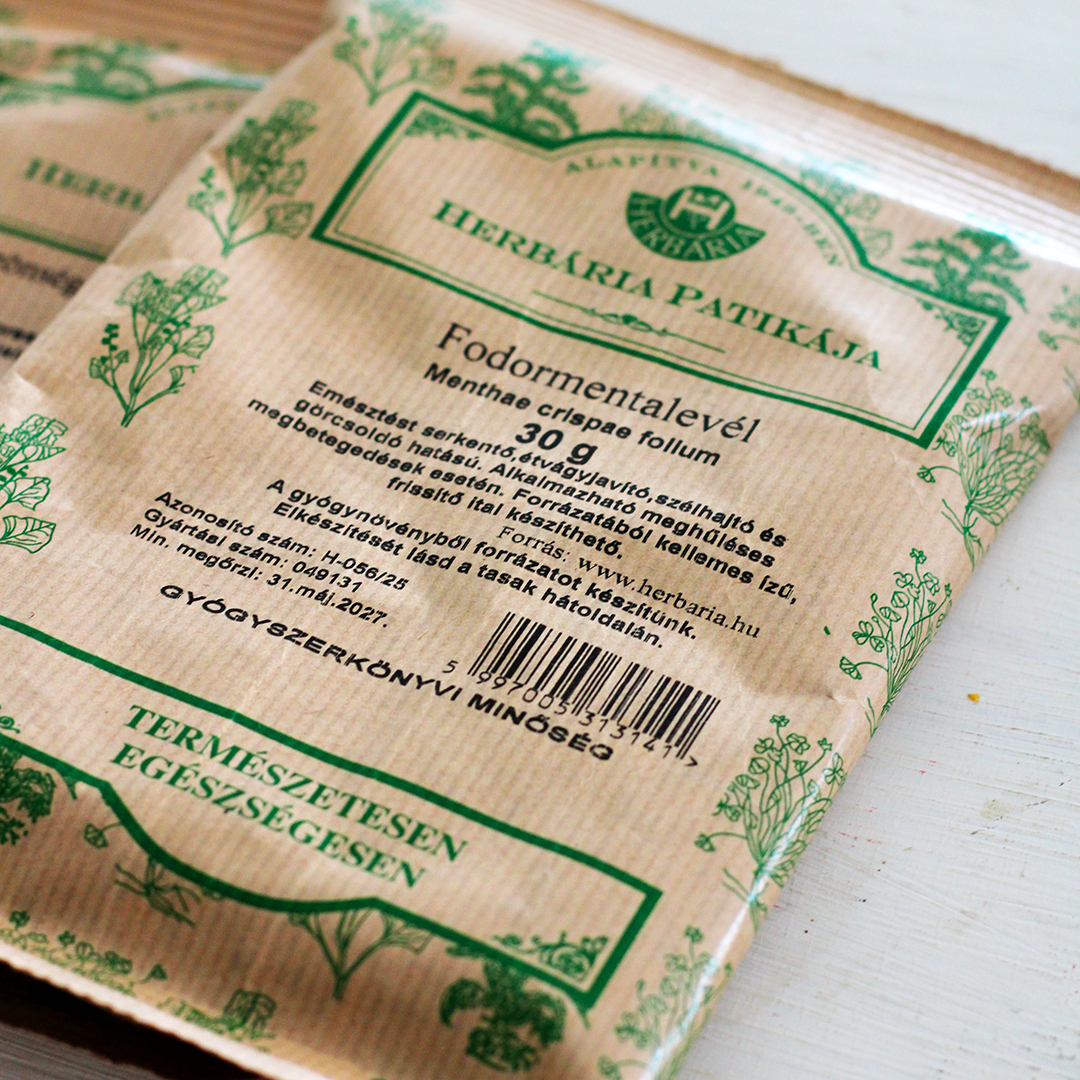 ALAPÍTVA 1949-BEN
HERBÁRIA
HERBÁRIA PATIKÁJA
Fodormentalevél
Menthae crispae folium
30 g
Emésztést serkentő,étvágyjavító,szélhajtó és
görcsoldó hatású. Alkalmazható meghűléses
megbetegedések esetén. Forrázatából kellemes ízű,
frissítő ital készíthető.
Forrás: www.herbaria.hu
A gyógynövényből forrázatot készítünk.
Elkészítését lásd a tasak hátoldalán.
Azonosító szám: H-056/25
Gyártási szám: 049131
Min. megőrzi: 31.máj.2027.
GYÓGYSZERKÖNYVI MINŐSÉG
5 997005 313141 >
TERMÉSZETESEN
EGÉSZSÉGESEN